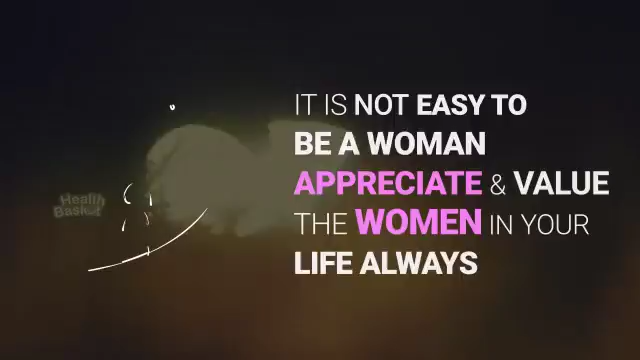 IT IS NOT EASY TO
BE A WOMAN
APPRECIATE & VALUE
THE WOMEN IN YOUR
LIFE ALWAYS
Health
Basket